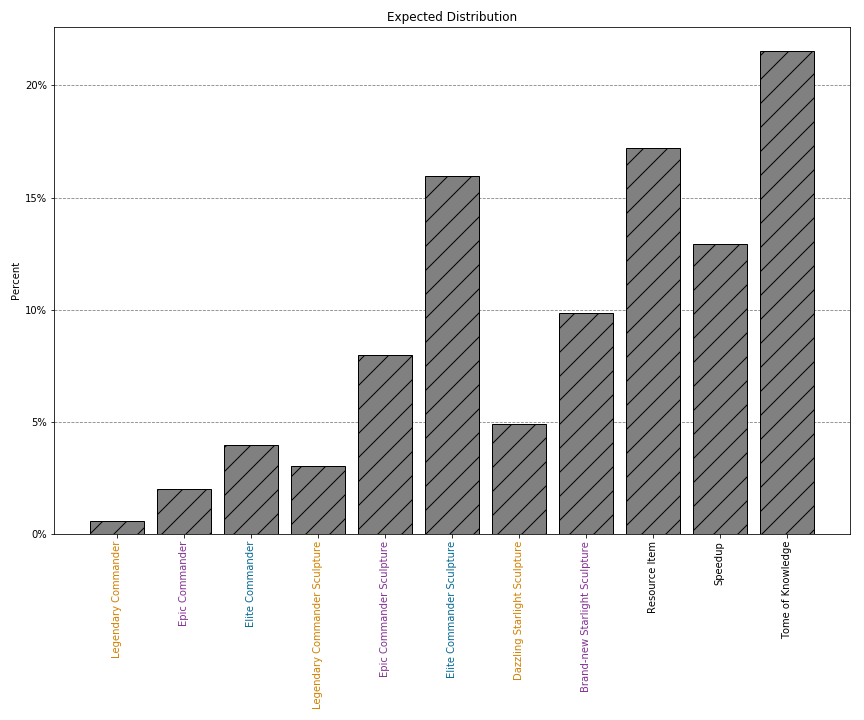 Expected Distribution
Percent
20%
15%
10%
5%
0%
Legendary Commander
Epic Commander
Elite Commander
Legendary Commander Sculpture
Epic Commander Sculpture
Elite Commander Sculpture
Dazzling Starlight Sculpture
Brand-new Starlight Sculpture
Resource Item
Speedup
Tome of Knowledge